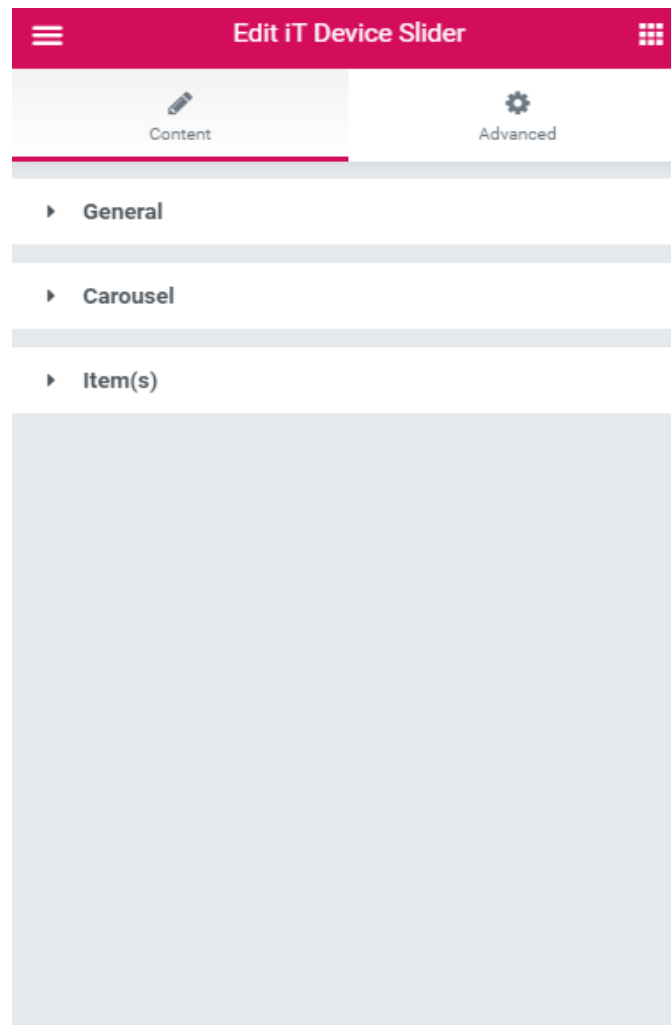 Edit iT Device Slider
Content
Advanced
General
Carousel
Item(s)